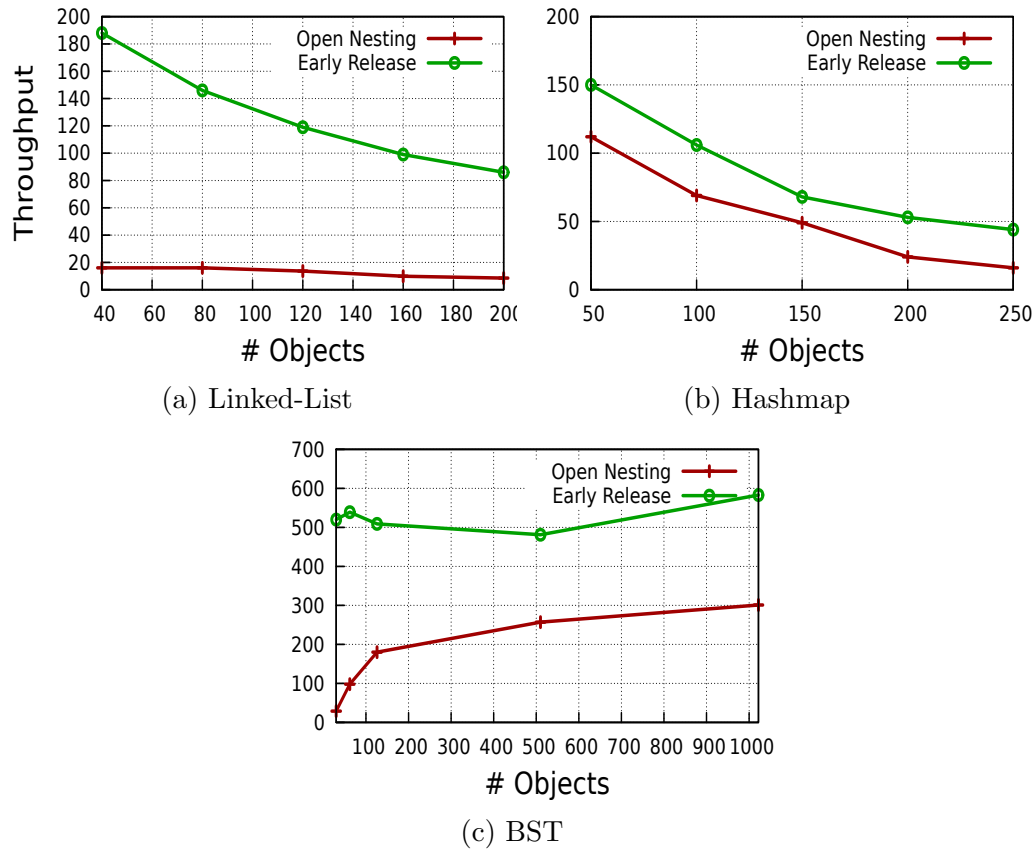 200
180
160
140
120
100
80
60
40
20
0
Throughput
Open Nesting
Early Release
40 60 80 100 120 140 160 180 200
# Objects
(a) Linked-List
200
150
100
50
0
Open Nesting
Early Release
50 100 150 200 250
# Objects
(b) Hashmap
700
600
500
400
300
200
100
0
Open Nesting
Early Release
100 200 300 400 500 600 700 800 900 1000
# Objects
(c) BST